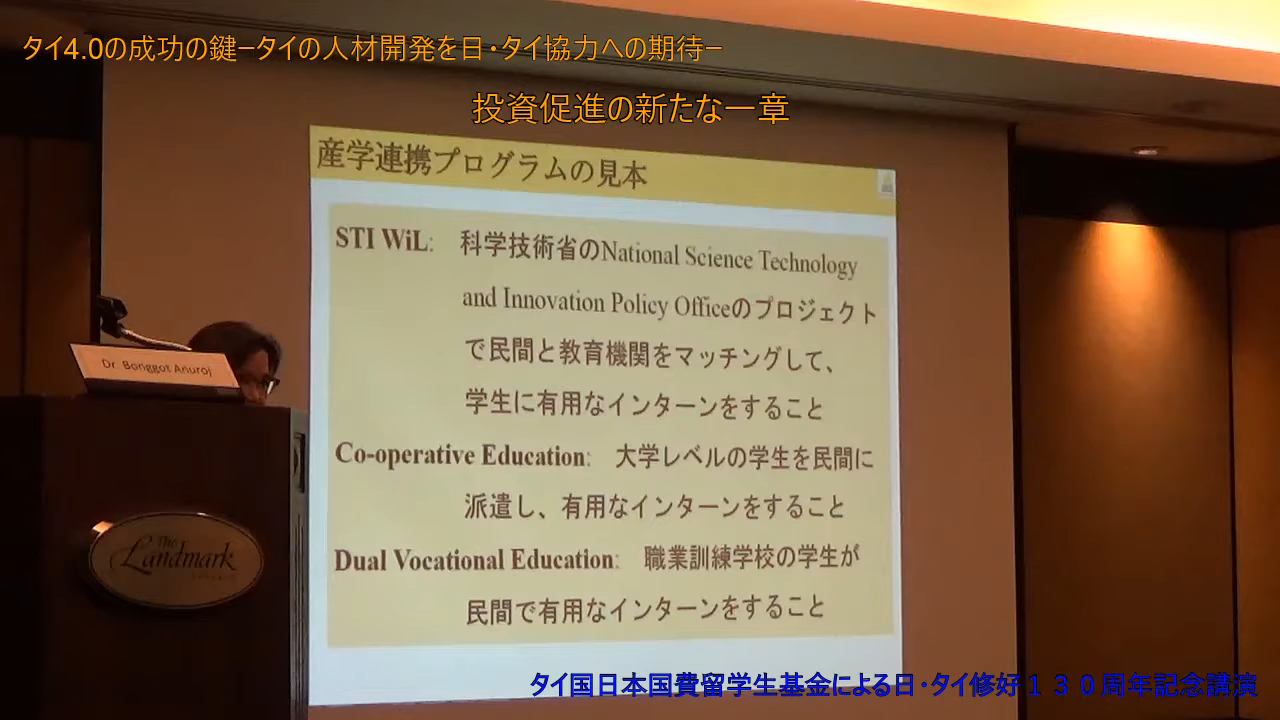 タイ4.0の成功の鍵−タイの人材開発を日・タイ協力への期待−
投資促進の新たな一章
産学連携プログラムの見本
STI WiL: 科学技術省のNational Science Technology
and Innovation Policy Officeのプロジェクト
で民間と教育機関をマッチングして、
学生に有用なインターンをすること
Co-operative Education: 大学レベルの学生を民間に
派遣し、有用なインターンをすること
Dual Vocational Education: 職業訓練学校の学生が
民間で有用なインターンをすること
Dr. Bonggot Anuroj
The
Landmark
タイ国日本国費留学生基金による日・タイ修好１３０周年記念講演